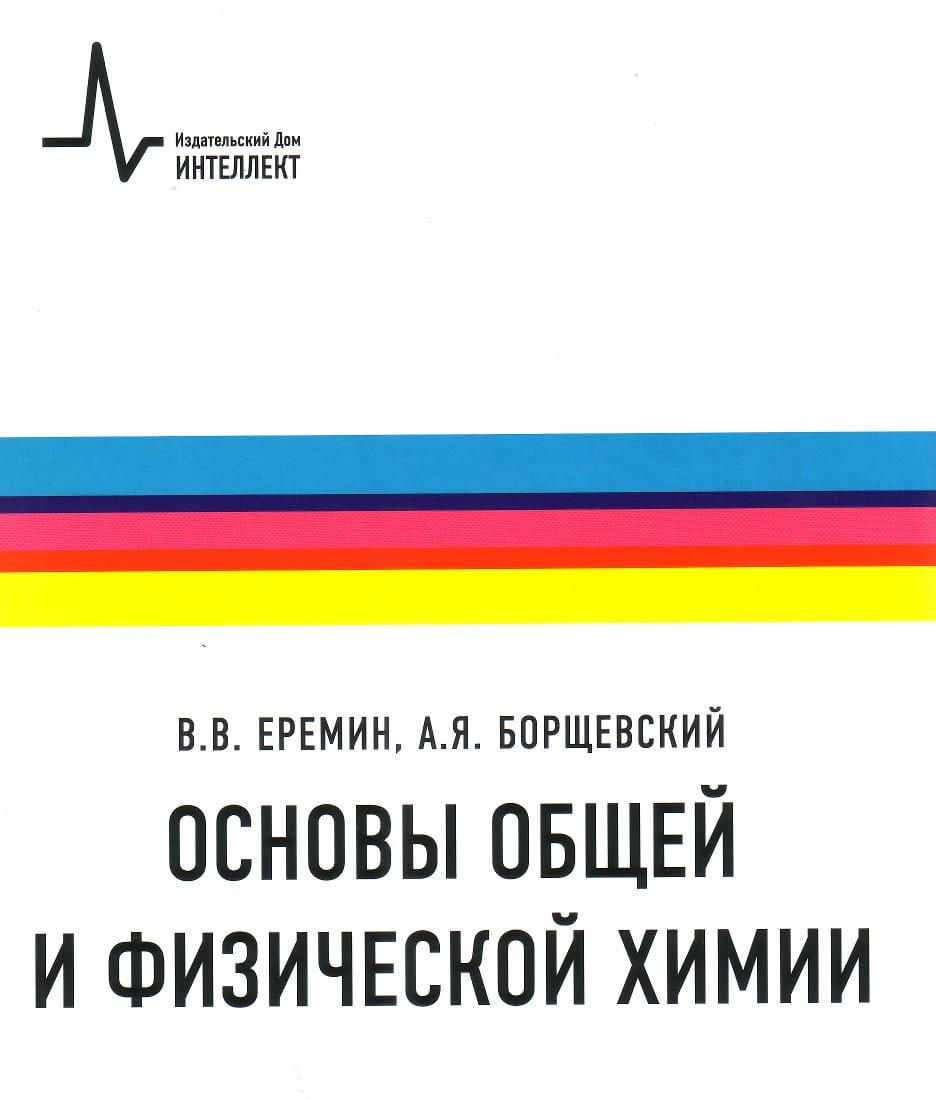 Издательский Дом
ИНТЕЛЛЕКТ
В.В. ЕРЕМИН, А.Я. БОРЩЕВСКИЙ
ОСНОВЫ ОБЩЕЙ
И ФИЗИЧЕСКОЙ ХИМИИ